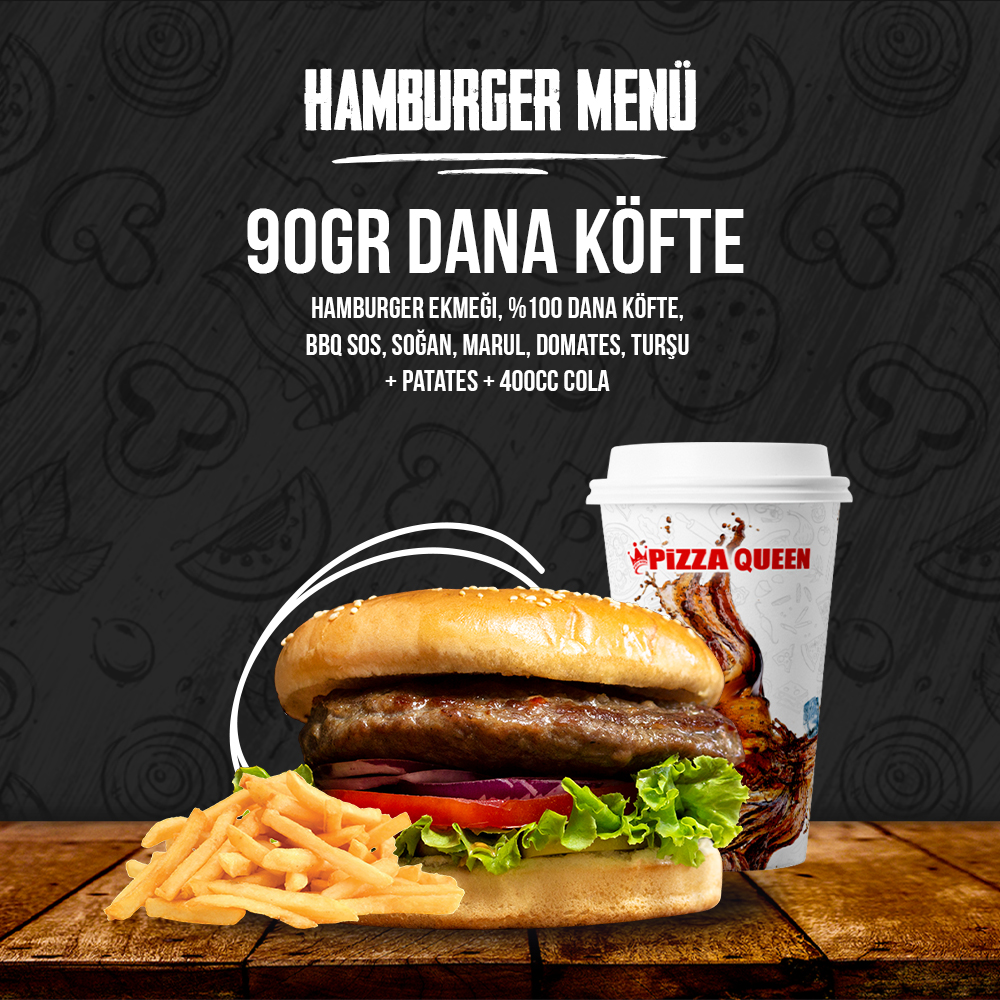 HAMBURGER MENÜ
90GR DANA KÖFTE
HAMBURGER EKMEĞI, %100 DANA KÖFTE,
BBQ SOS, SOĞAN, MARUL, DOMATES, TURŞU
+ PATATES + 400CC COLA
PiZZA QUEEN